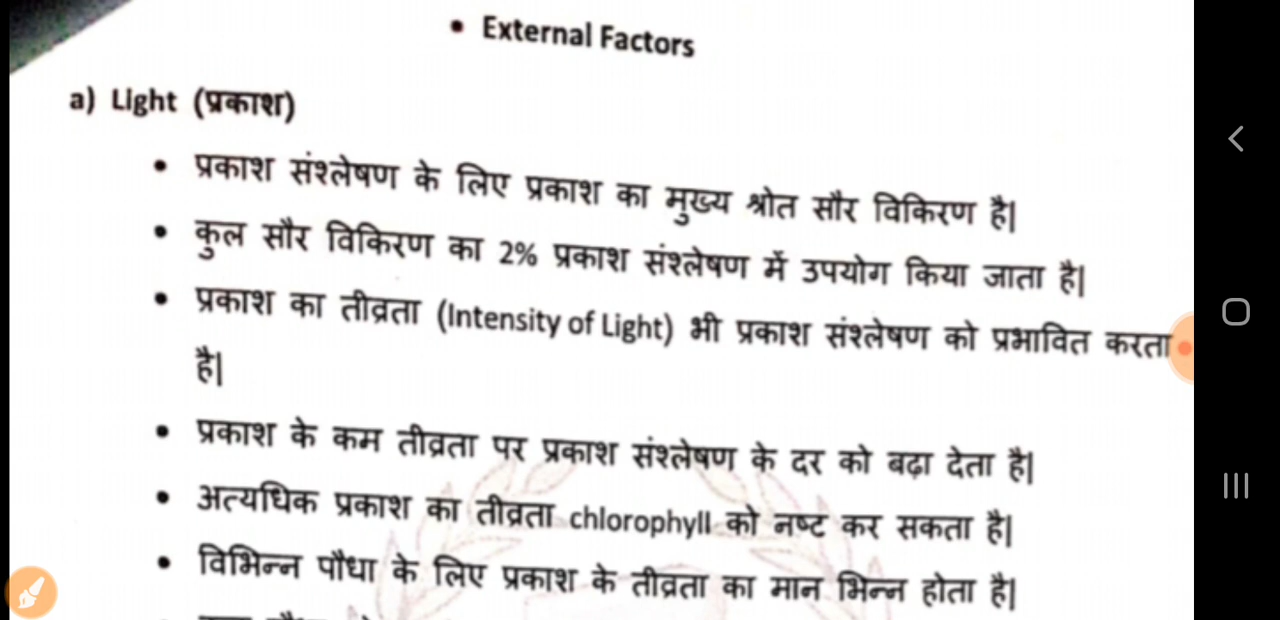 • External Factors
a) Light (प्रकाश)
• प्रकाश संश्लेषण के लिए प्रकाश का मुख्य श्रोत सौर विकिरण है|
• कुल सौर विकिरण का 2% प्रकाश संश्लेषण में उपयोग किया जाता है|
• प्रकाश का तीव्रता (Intensity of Light) भी प्रकाश संश्लेषण को प्रभावित करता
है|
• प्रकाश के कम तीव्रता पर प्रकाश संश्लेषण के दर को बढ़ा देता है|
• अत्यधिक प्रकाश का तीव्रता chlorophyll को नष्ट कर सकता है|
• विभिन्न पौधा के लिए प्रकाश के तीव्रता का मान भिन्न होता है|